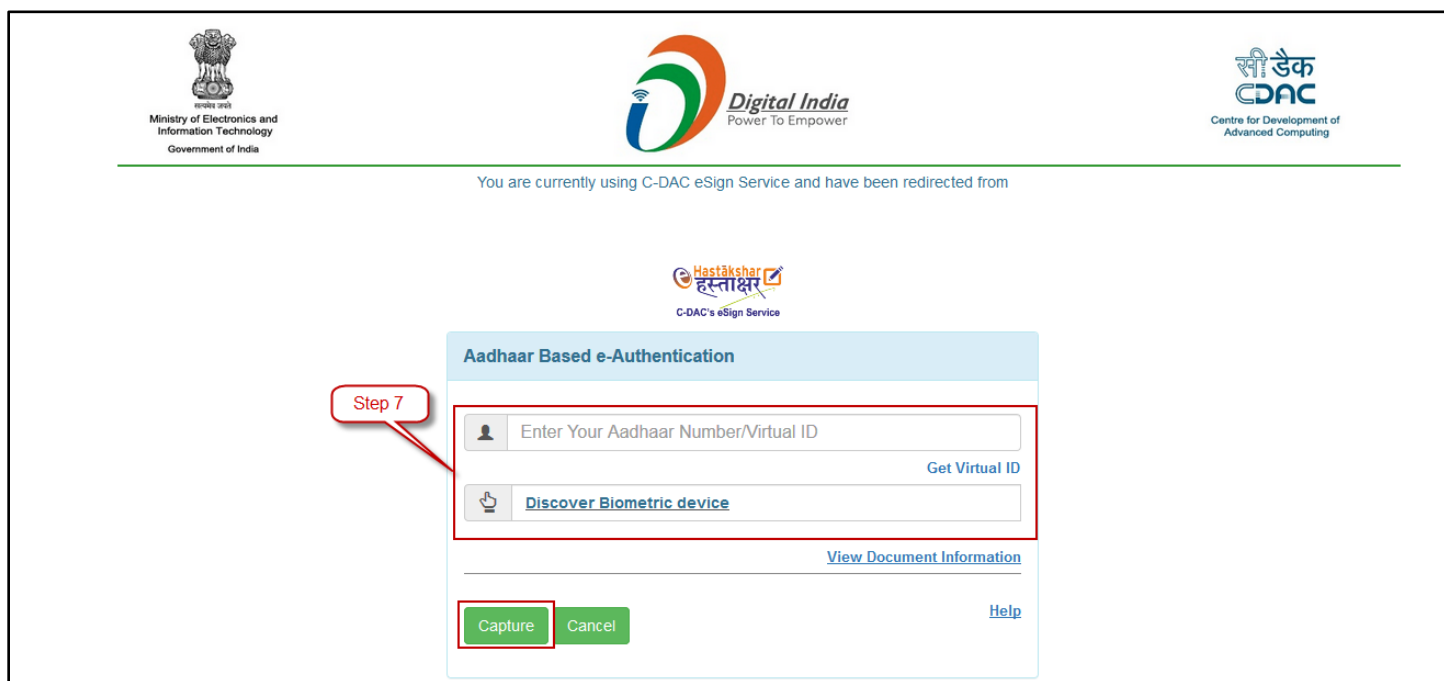 सत्यमेव जयते
Ministry of Electronics and
Information Technology
Government of India
Digital India
Power To Empower
सी डैक
CDAC
Centre for Development of
Advanced Computing
You are currently using C-DAC eSign Service and have been redirected from
e Hastākshar
हस्ताक्षर
C-DAC's eSign Service
Aadhaar Based e-Authentication
Step 7
Enter Your Aadhaar Number/Virtual ID
Get Virtual ID
Discover Biometric device
View Document Information
Capture
Cancel
Help